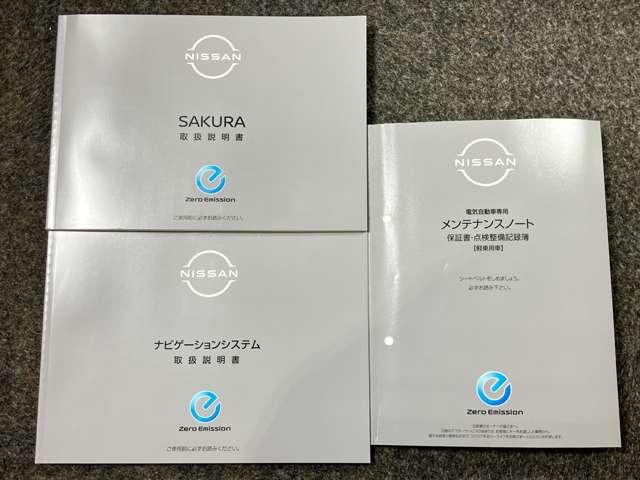 NISSAN
SAKURA
取扱説明書
Zero Emission
ご使用前に必ずお読みください。
NISSAN
ナビゲーションシステム
取扱説明書
Zero Emission
ご使用前に必ずお読みください。
NISSAN
電気自動車専用
メンテナンスノート
保証書・点検整備記録簿
【軽乗用車】
シートベルトをしめましょう。
必ずお読み下さい。
Zero Emission